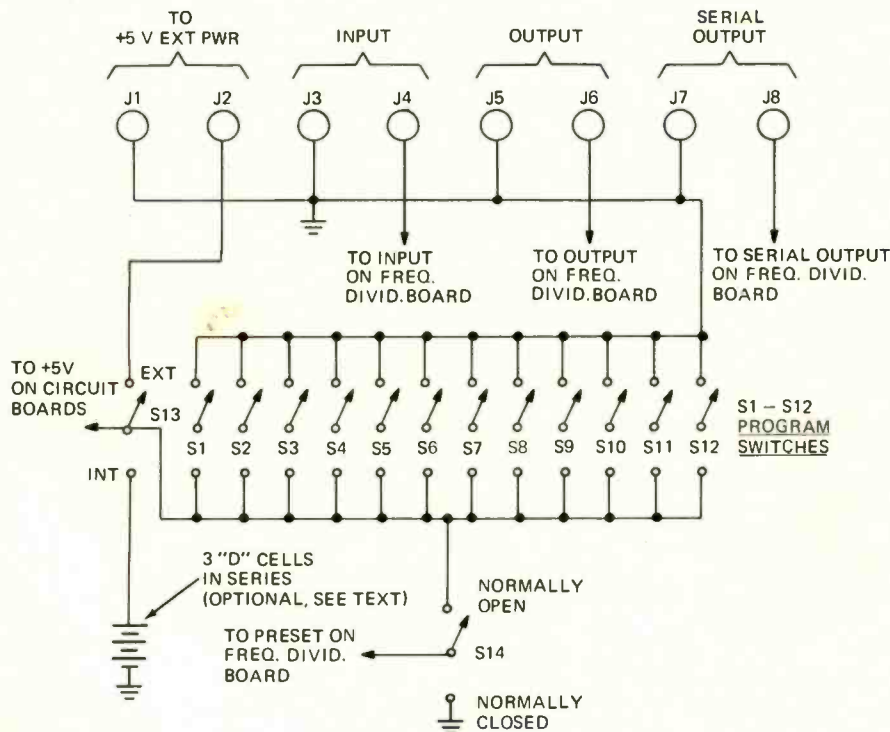 TO
+5 V EXT PWR
INPUT
OUTPUT
SERIAL
OUTPUT
J1
J2
J3
J4
J5
J6
J7
J8
TO INPUT
ON FREQ.
DIVID.BOARD
TO OUTPUT
ON FREQ.
DIVID.BOARD
TO SERIAL OUTPUT
ON FREQ. DIVID.
BOARD
TO +5V
ON CIRCUIT
BOARDS
EXT
S13
INT
S1
S2
S3
S4
S5
S6
S7
S8
S9
S10
S11
S12
S1 – S12
PROGRAM
SWITCHES
3 "D" CELLS
IN SERIES
(OPTIONAL, SEE TEXT)
NORMALLY
OPEN
TO PRESET ON
FREQ. DIVID.
BOARD
S14
NORMALLY
CLOSED